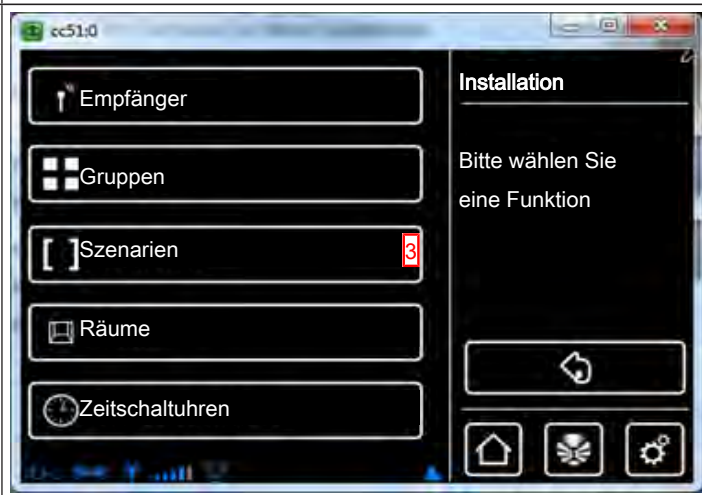 cc51:0
Empfänger
Gruppen
Szenarien 3
Räume
Zeitschaltuhren
Installation
Bitte wählen Sie
eine Funktion